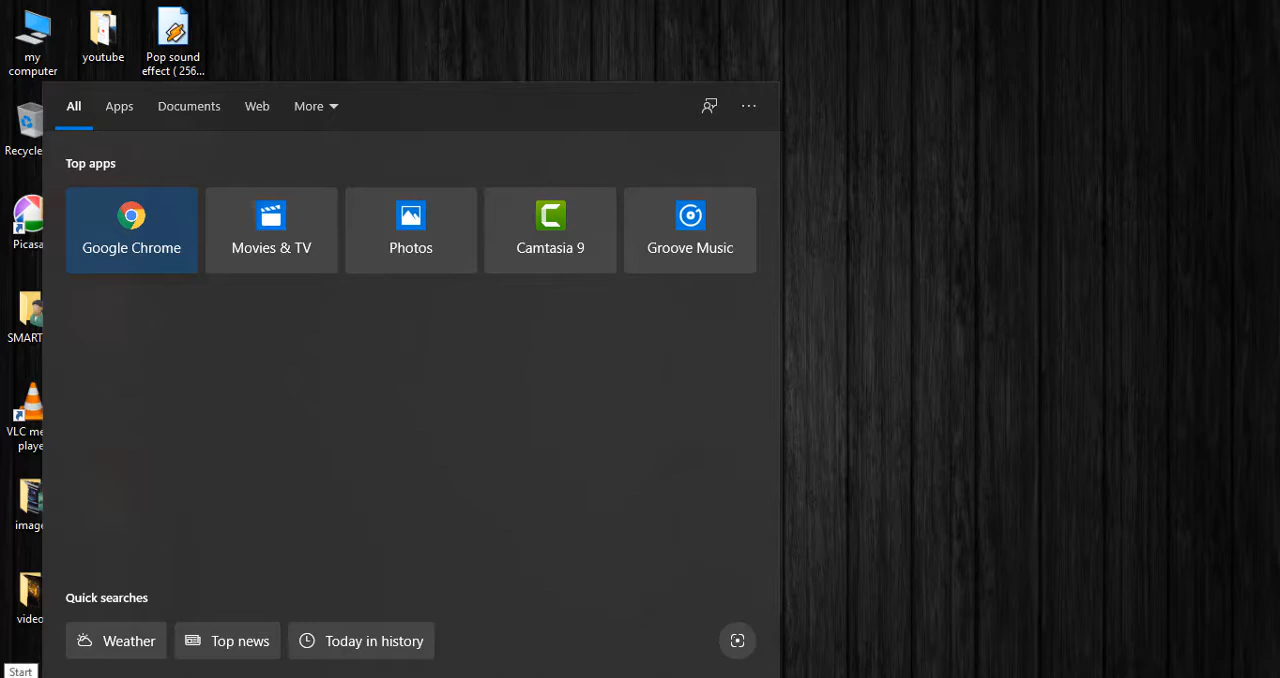 my
computer
youtube
Pop sound
effect ( 256...
All
Apps
Documents
Web
More
Recycle
Top apps
Google Chrome
Movies & TV
Photos
Camtasia 9
Groove Music
Picasa
SMART
VLC me
playe
image
video
Quick searches
Weather
Top news
Today in history
Start